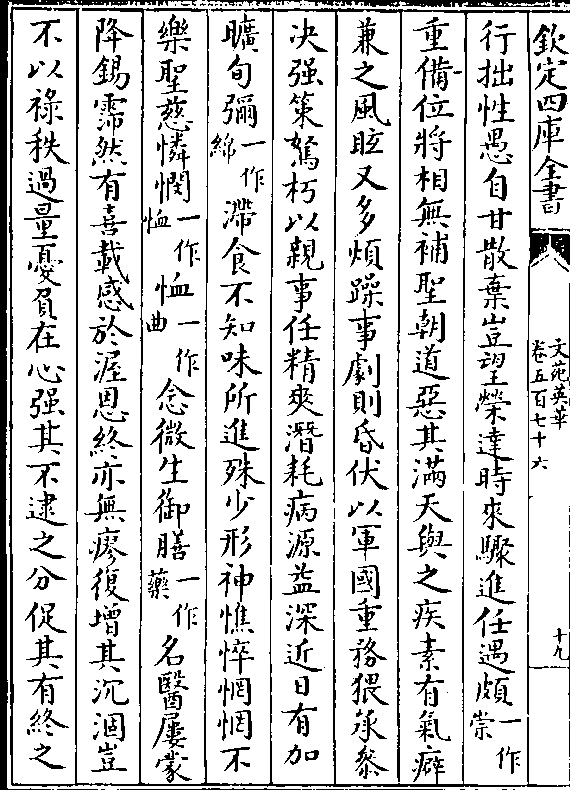 欽定四庫全書
文苑英華
卷五百七十六
十九
行拙性愚自甘散棄豈望榮達時來驟進任遇頗一作崇
重備位將相無補聖朝道惡其滿天與之疾素有氣癖
兼之風眩又多煩躁事劇則昏伏以軍國重務猥承參
决强策駑朽以親事任精爽潛耗病源益深近日有加
曠旬彌一作綿滯食不知味所進殊少形神憔悴惘惘不
樂聖慈憐憫一作恤恤一作曲念微生御膳一作藥名醫屢蒙
降錫霈然有喜載感於渥恩終亦無瘳復增其沉涸豈
不以祿秩過量憂負在心强其不逮之分促其有終之